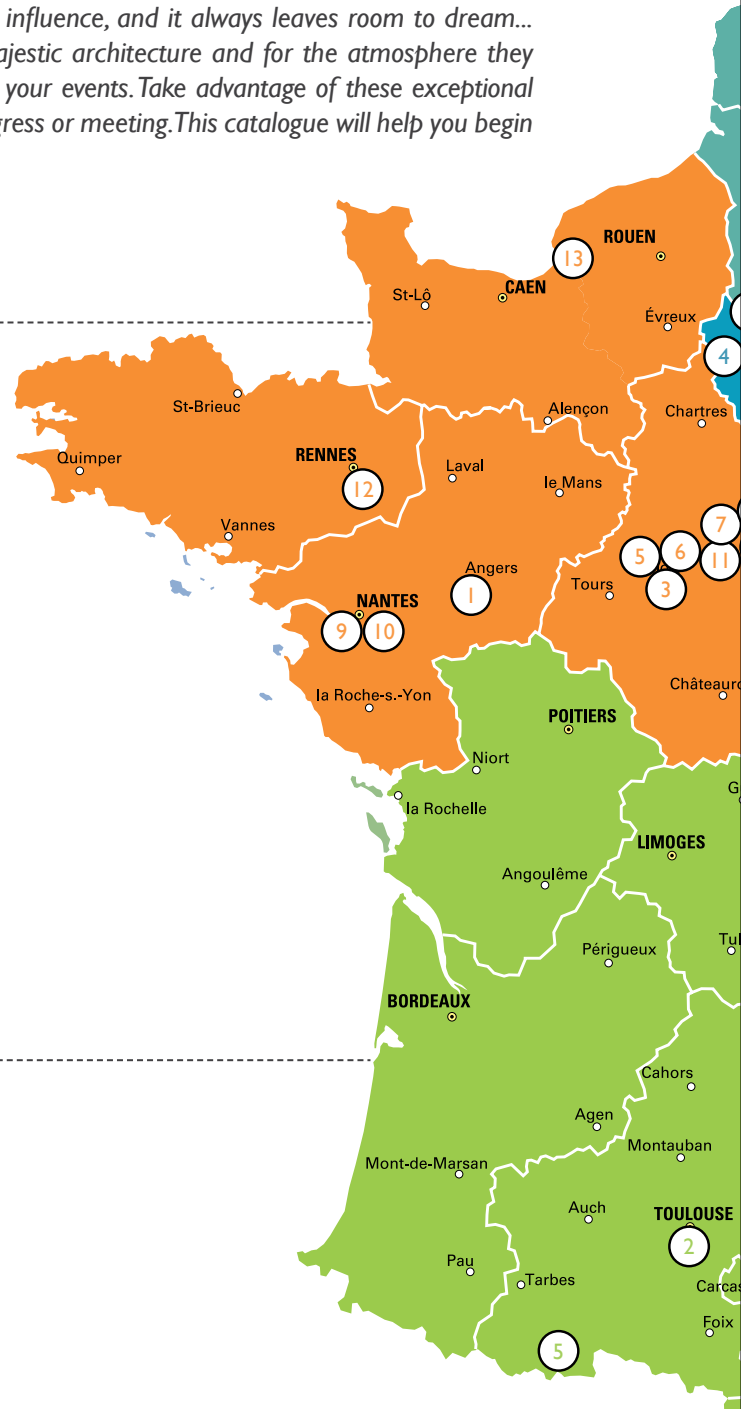 influence, and it always leaves room to dream...
ajestic architecture and for the atmosphere they
your events. Take advantage of these exceptional
gress or meeting. This catalogue will help you begin
ROUEN
13
CAEN
St-Lô
Évreux
4
St-Brieuc
Alençon
Chartres
RENNES
Quimper
Laval
le Mans
12
Vannes
7
5
6
11
Angers
Tours
3
1
NANTES
9
10
la Roche-s.-Yon
Châteauro
POITIERS
Niort
G
la Rochelle
LIMOGES
Angoulême
Tul
Périgueux
BORDEAUX
Cahors
Agen
Montauban
Mont-de-Marsan
Auch
TOULOUSE
2
Pau
Tarbes
Carcas
Foix
5